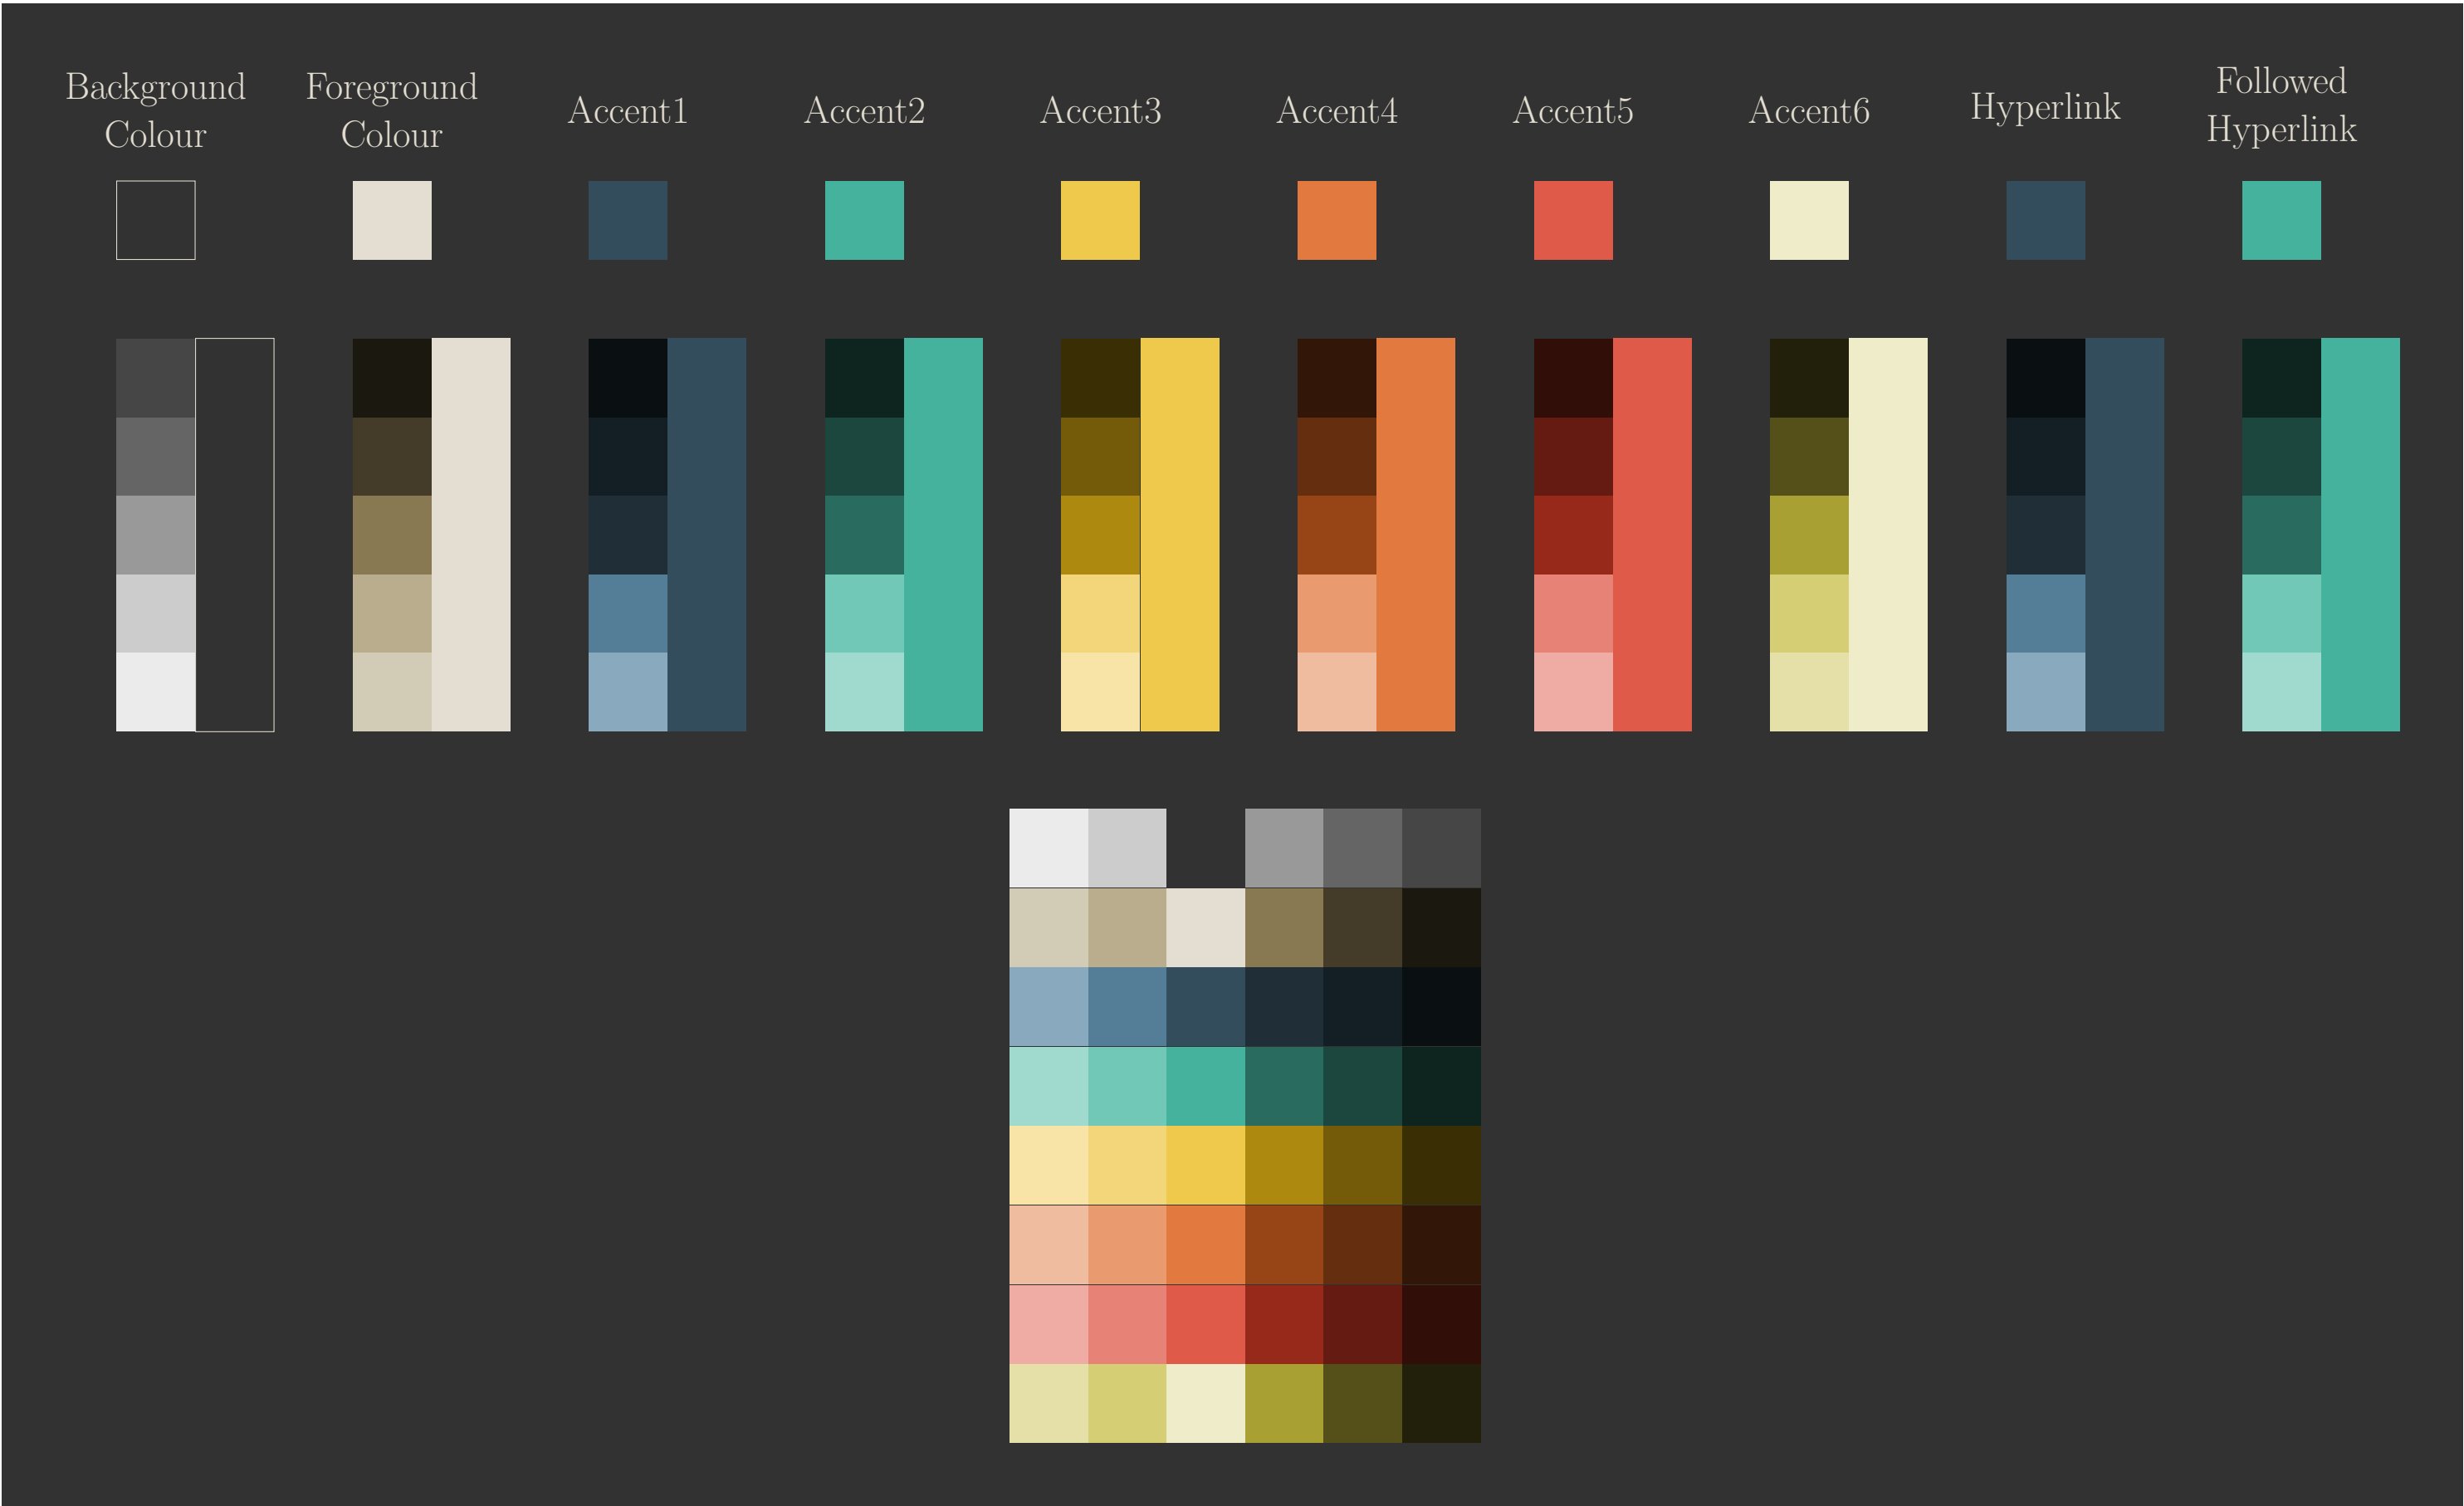 Background
Colour
Foreground
Colour
Accent1
Accent2
Accent3
Accent4
Accent5
Accent6
Hyperlink
Followed
Hyperlink